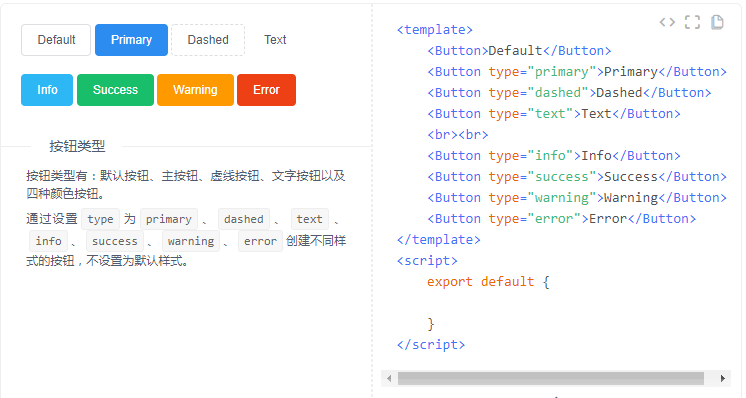 Default Primary Dashed Text
Info Success Warning Error
按钮类型
按钮类型有：默认按钮、主按钮、虚线按钮、文字按钮以及
四种颜色按钮。
通过设置 type 为 primary 、 dashed 、 text 、
info 、 success 、 warning 、 error 创建不同样
式的按钮，不设置为默认样式。
<template>
    <Button>Default</Button>
    <Button type="primary">Primary</Button>
    <Button type="dashed">Dashed</Button>
    <Button type="text">Text</Button>
    <br><br>
    <Button type="info">Info</Button>
    <Button type="success">Success</Button>
    <Button type="warning">Warning</Button>
    <Button type="error">Error</Button>
</template>
<script>
    export default {
    }
</script>